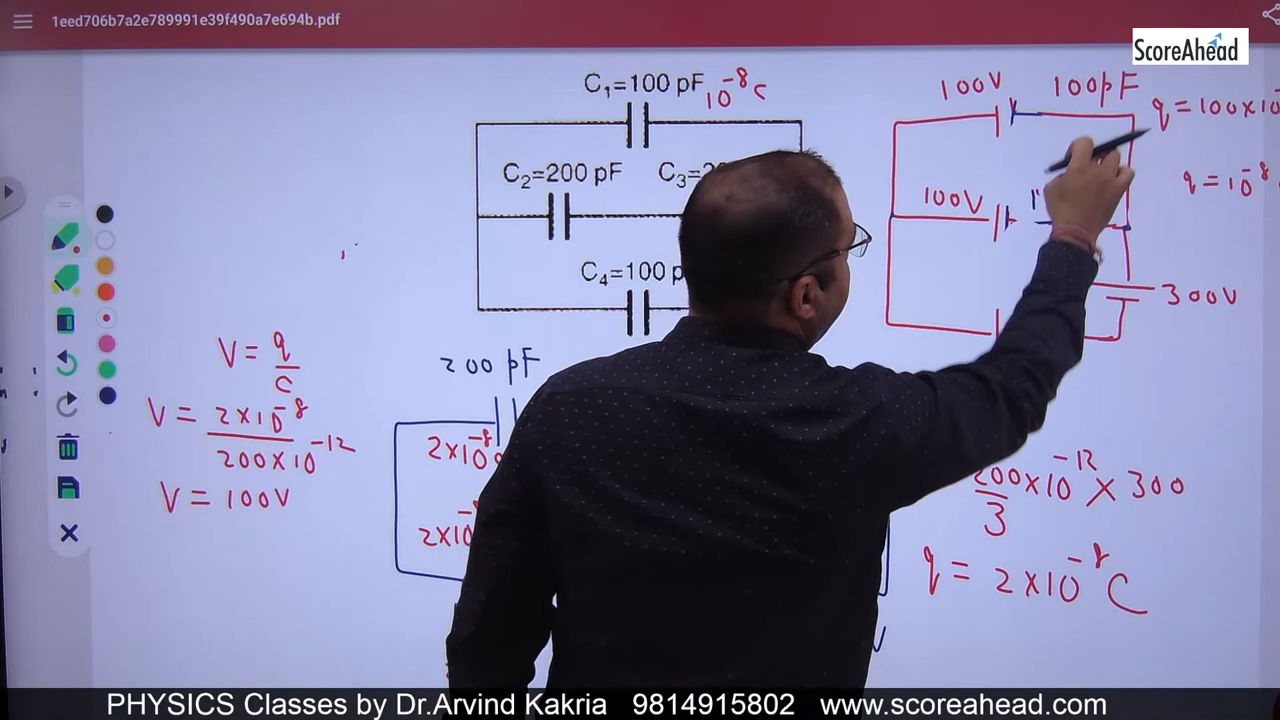 1eed706b7a2e789991e39f490a7e694b.pdf
ScoreAhead
C₁=100 pF
10⁻⁸ C
C₂=200 pF
C₃=
C₄=100 p
100V
100pF
q = 100×10
q = 10⁻⁸
100V
300V
V = q/C
V = 2×10⁻⁸ / 200×10⁻¹²
V = 100V
200 pF
2×10⁻⁸
2×10
200/3 ×10⁻¹² × 300
q = 2×10⁻⁸ C
V
PHYSICS Classes by Dr.Arvind Kakria 9814915802 www.scoreahead.com